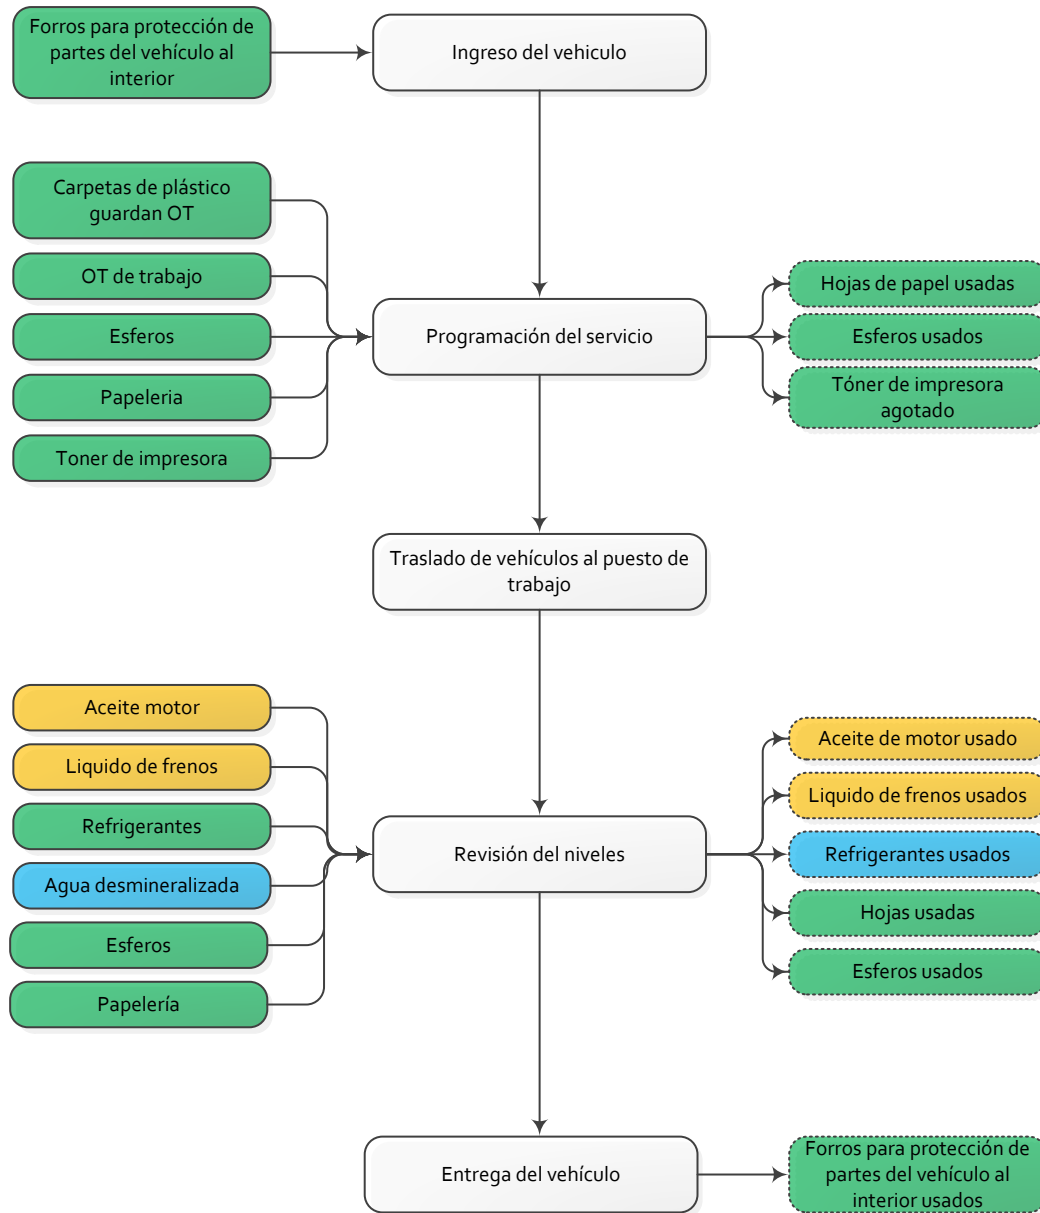 Forros para protección de
partes del vehículo al
interior
Ingreso del vehiculo
Carpetas de plástico
guardan OT
OT de trabajo
Esferos
Papeleria
Toner de impresora
Programación del servicio
Hojas de papel usadas
Esferos usados
Tóner de impresora
agotado
Traslado de vehículos al puesto de
trabajo
Aceite motor
Liquido de frenos
Refrigerantes
Agua desmineralizada
Esferos
Papelería
Revisión del niveles
Aceite de motor usado
Liquido de frenos usados
Refrigerantes usados
Hojas usadas
Esferos usados
Entrega del vehículo
Forros para protección de
partes del vehículo al
interior usados